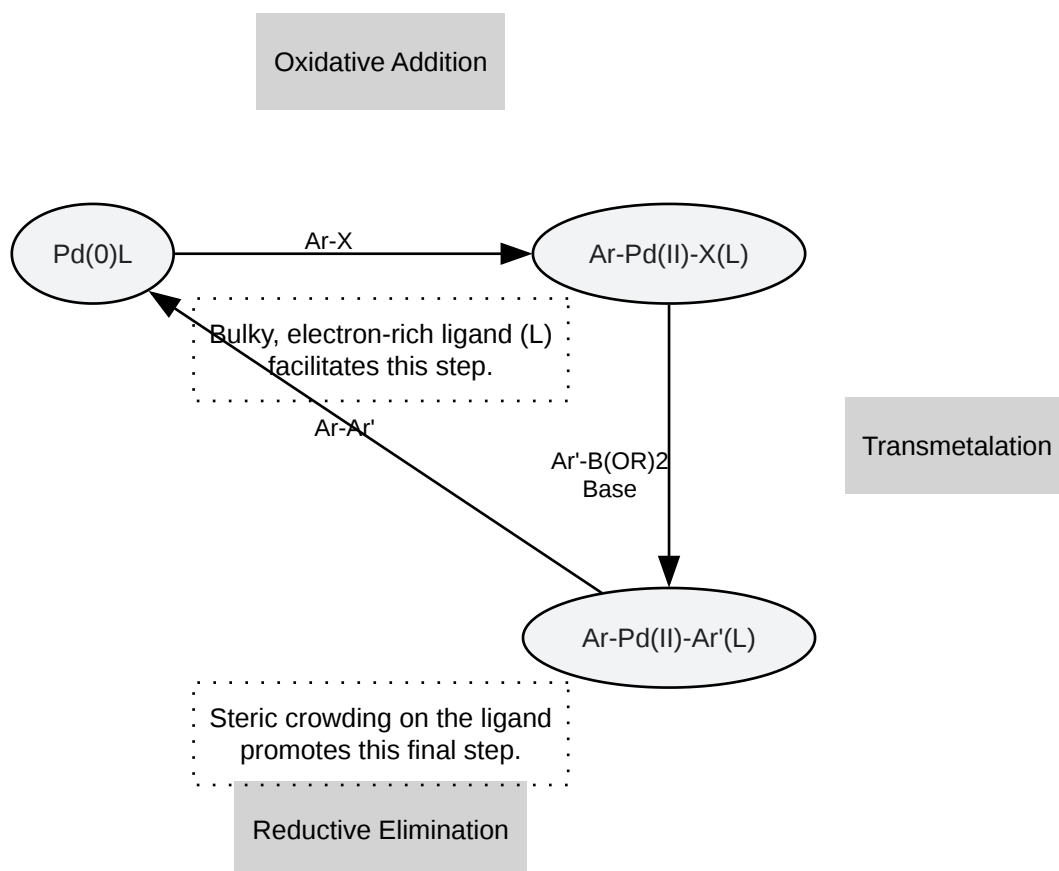 Oxidative Addition
Pd(0)L
Ar-X
Ar-Pd(II)-X(L)
Bulky, electron-rich ligand (L)
facilitates this step.
Ar-Ar'
Ar'-B(OR)2
Base
Transmetalation
Ar-Pd(II)-Ar'(L)
Steric crowding on the ligand
promotes this final step.
Reductive Elimination